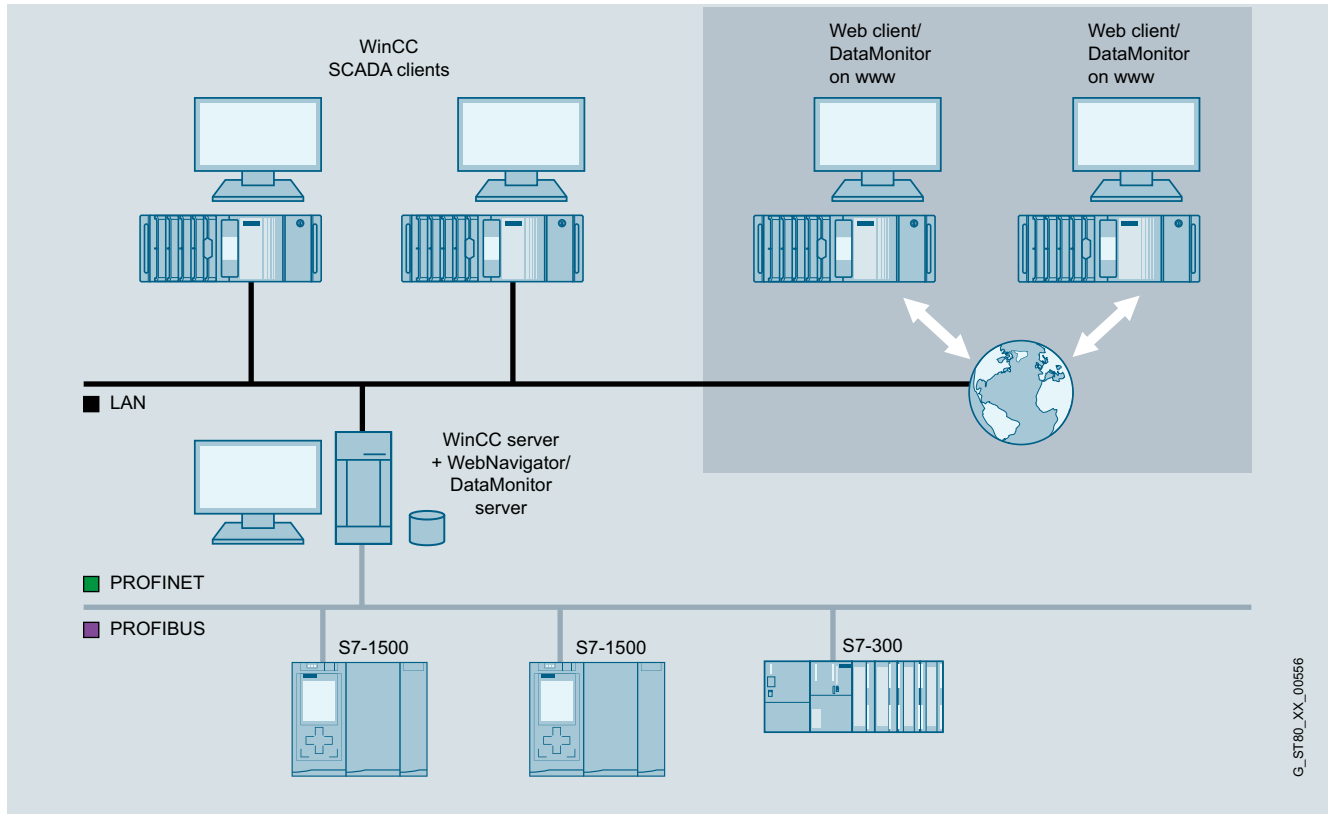 WinCC
SCADA clients
Web client/
DataMonitor
on www
Web client/
DataMonitor
on www
LAN
WinCC server
+ WebNavigator/
DataMonitor
server
PROFINET
PROFIBUS
S7-1500
S7-1500
S7-300
G_ST80_XX_00556